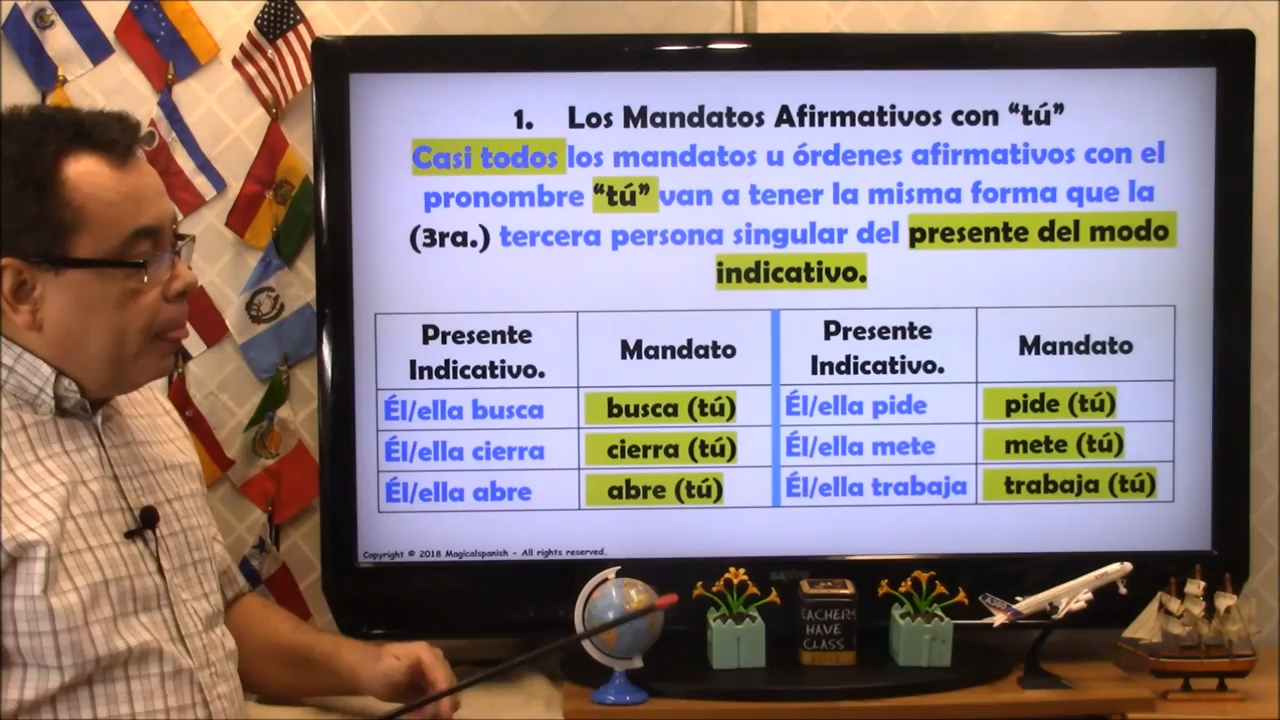 1. Los Mandatos Afirmativos con “tú”
Casi todos los mandatos u órdenes afirmativos con el
pronombre “tú” van a tener la misma forma que la
(3ra.) tercera persona singular del presente del modo
indicativo.
Presente Indicativo. Mandato Presente Indicativo. Mandato
Él/ella busca busca (tú) Él/ella pide pide (tú)
Él/ella cierra cierra (tú) Él/ella mete mete (tú)
Él/ella abre abre (tú) Él/ella trabaja trabaja (tú)
Copyright © 2018 Magicalspanish - All rights reserved.
EACHERS
HAVE
CLASS
A380